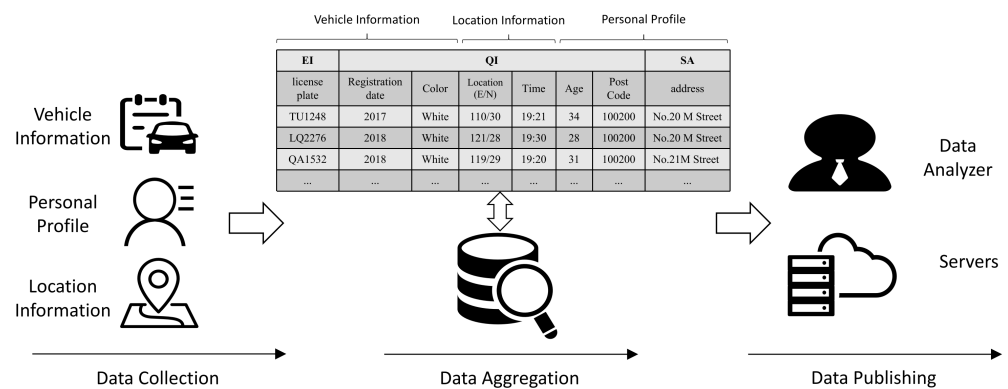 Vehicle Information Location Information Personal Profile
EI QI SA
license plate Registration date Color Location (E/N) Time Age Post Code address
TU1248 2017 White 110/30 19:21 34 100200 No.20 M Street
LQ2276 2018 White 121/28 19:30 28 100200 No.20 M Street
QA1532 2018 White 119/29 19:20 31 100200 No.21M Street
... ... ... ... ... ... ... ...
Vehicle
Information
Personal
Profile
Location
Information
Data
Analyzer
Servers
Data Collection
Data Aggregation
Data Publishing